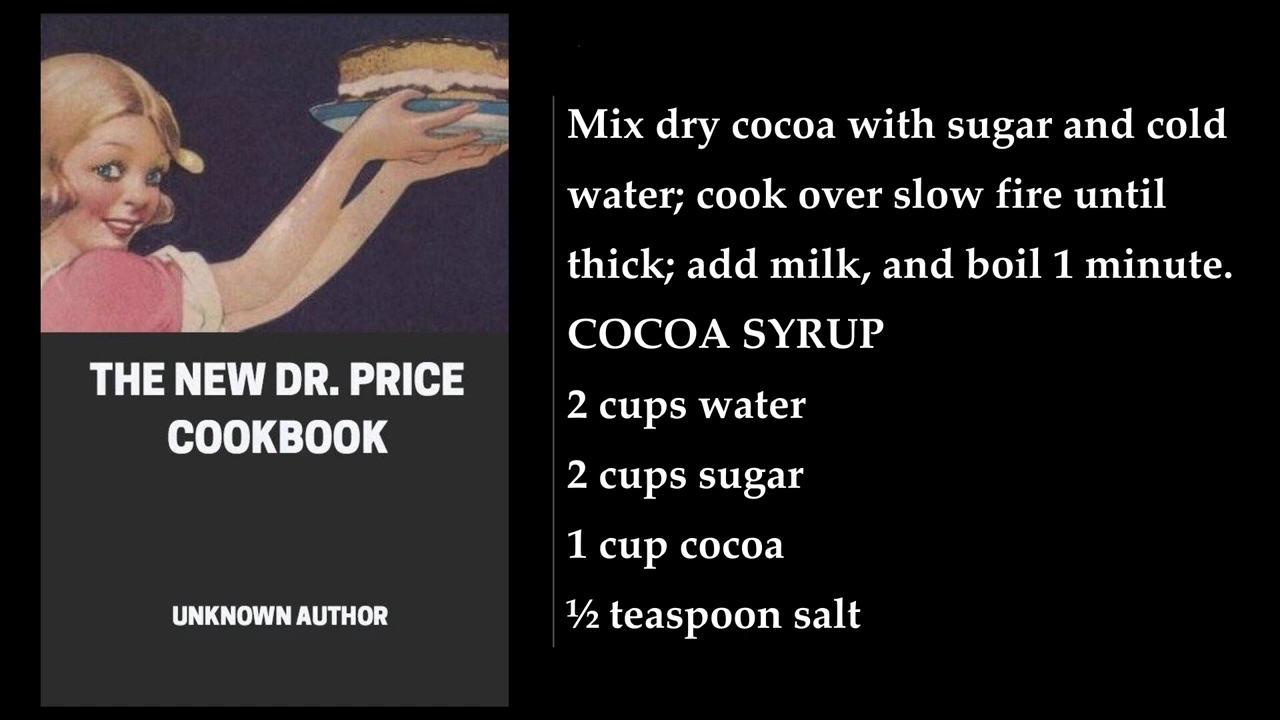 THE NEW DR. PRICE
COOKBOOK
UNKNOWN AUTHOR
Mix dry cocoa with sugar and cold
water; cook over slow fire until
thick; add milk, and boil 1 minute.
COCOA SYRUP
2 cups water
2 cups sugar
1 cup cocoa
½ teaspoon salt